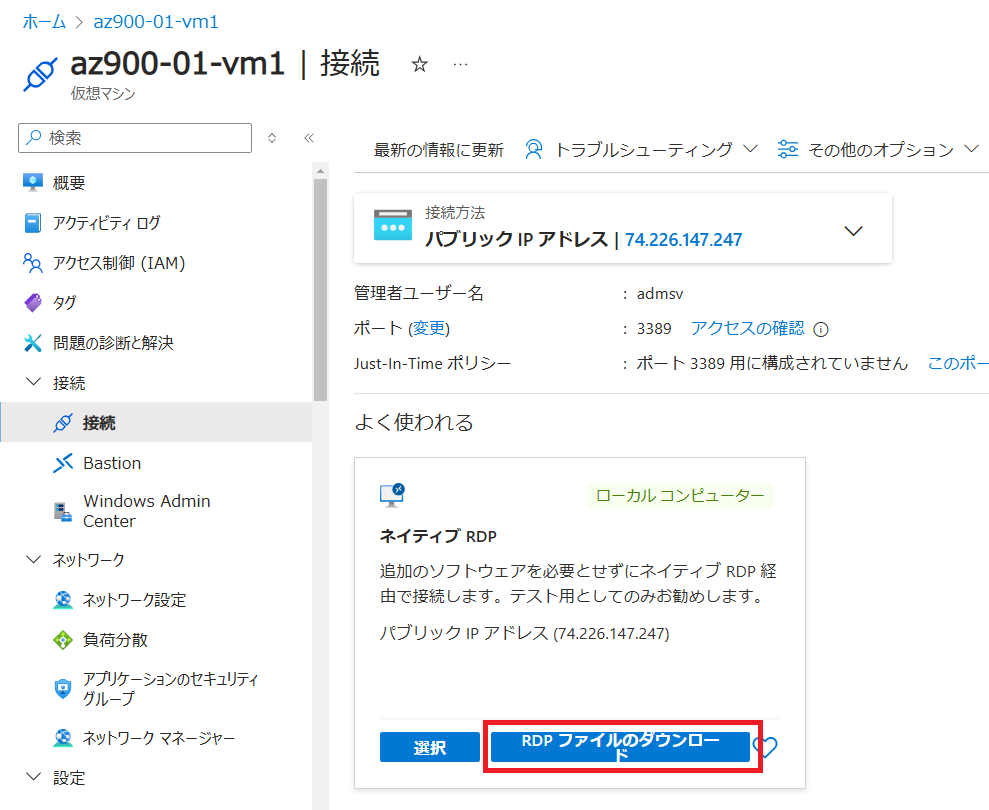 ホーム > az900-01-vm1
az900-01-vm1 | 接続 ☆ …
仮想マシン
検索
概要
アクティビティ ログ
アクセス制御 (IAM)
タグ
問題の診断と解決
接続
接続
Bastion
Windows Admin
Center
ネットワーク
ネットワーク設定
負荷分散
アプリケーションのセキュリティ
グループ
ネットワーク マネージャー
設定
最新の情報に更新 トラブルシューティング その他のオプション
接続方法
パブリック IP アドレス | 74.226.147.247
管理者ユーザー名 : admsv
ポート (変更) : 3389 アクセスの確認
Just-In-Time ポリシー : ポート 3389 用に構成されていません このポー
よく使われる
ローカル コンピューター
ネイティブ RDP
追加のソフトウェアを必要とせずにネイティブ RDP 経
由で接続します。テスト用としてのみお勧めします。
パブリック IP アドレス (74.226.147.247)
選択
RDP ファイルのダウンロー
ド